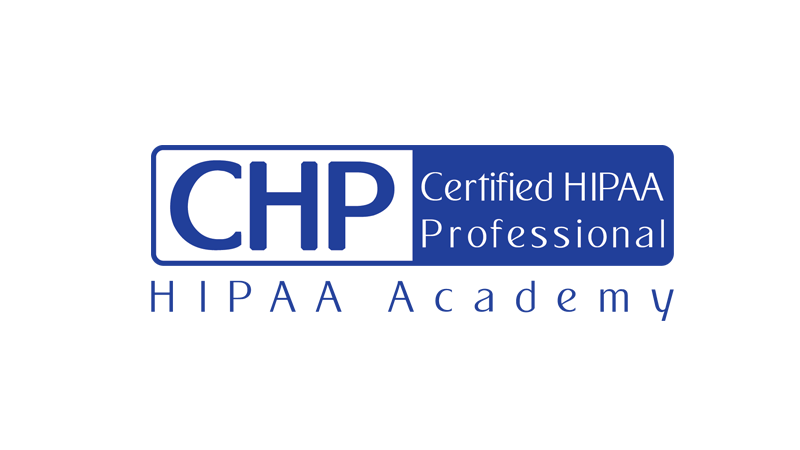 CHP
Certified HIPAA
Professional
HIPAA Academy